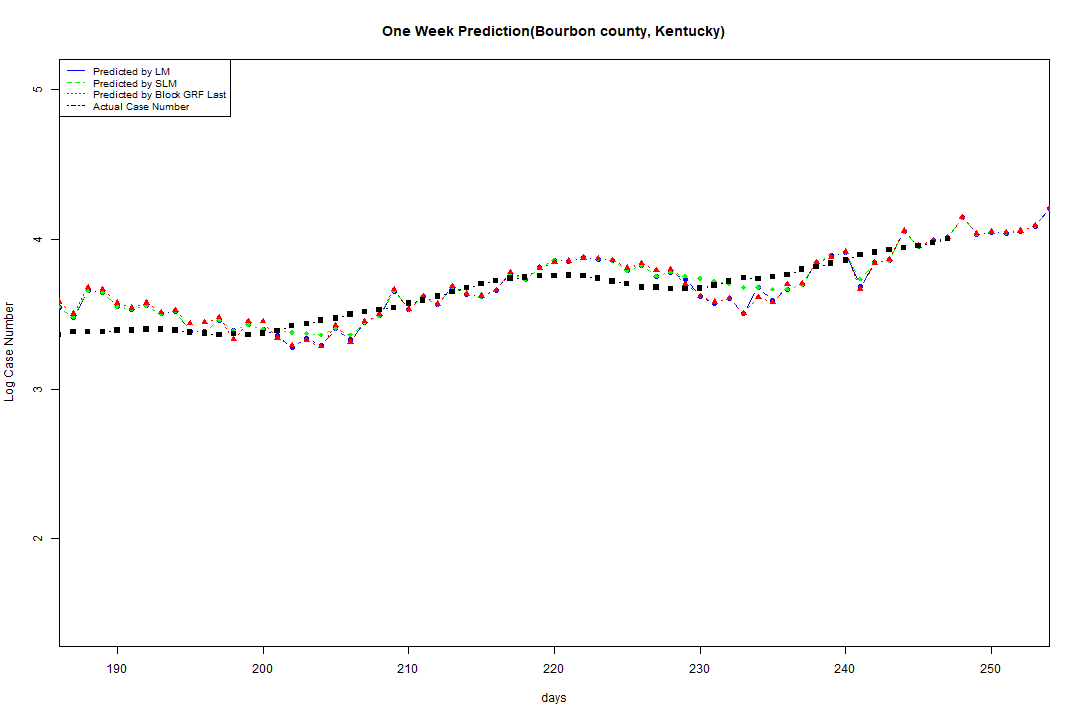 One Week Prediction(Bourbon county, Kentucky)
Predicted by LM
Predicted by SLM
Predicted by Block GRF Last
Actual Case Number
5
4
3
2
Log Case Number
190 200 210 220 230 240 250
days